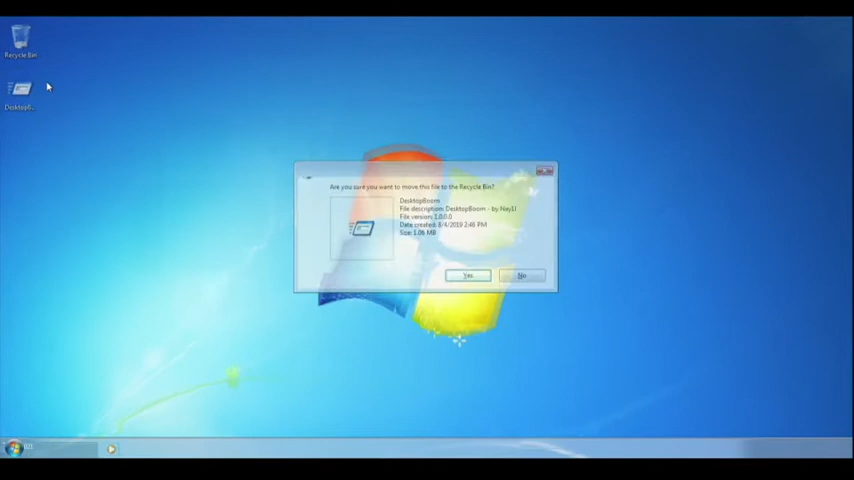 Recycle Bin
DesktopB...
Are you sure you want to move this file to the Recycle Bin?
DesktopBoom
File description: DesktopBoom - by Nay1l
File version: 1.0.0.0
Date created: 8/4/2019 2:46 PM
Size: 1.06 MB
Yes
No